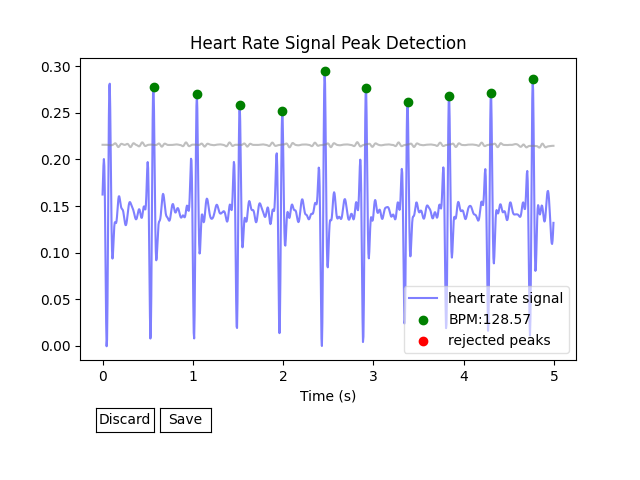 Heart Rate Signal Peak Detection
0.30
0.25
0.20
0.15
0.10
0.05
0.00
heart rate signal
BPM:128.57
rejected peaks
0 1 2 3 4 5
Time (s)
Discard Save